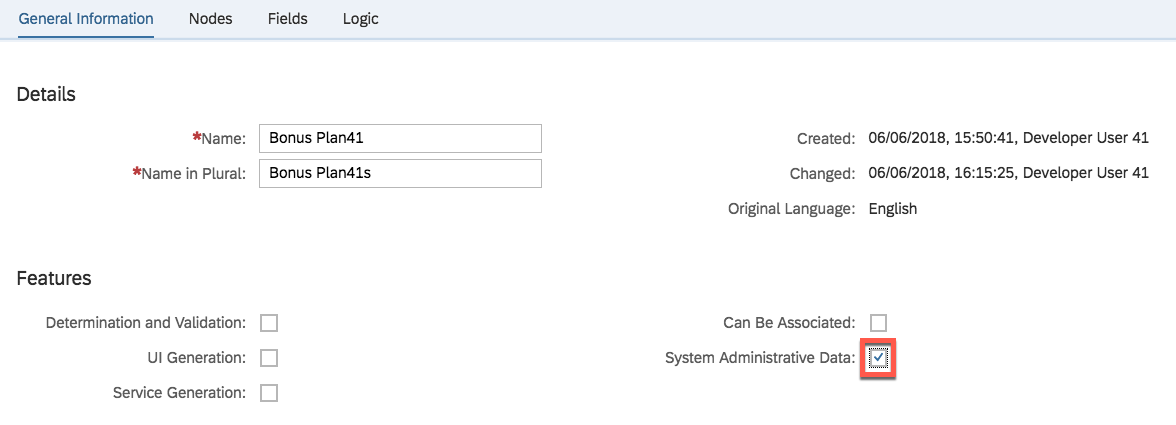 General Information Nodes Fields Logic
Details
*Name: Bonus Plan41
Created: 06/06/2018, 15:50:41, Developer User 41
*Name in Plural: Bonus Plan41s
Changed: 06/06/2018, 16:15:25, Developer User 41
Original Language: English
Features
Determination and Validation:
Can Be Associated:
UI Generation:
System Administrative Data:
Service Generation: